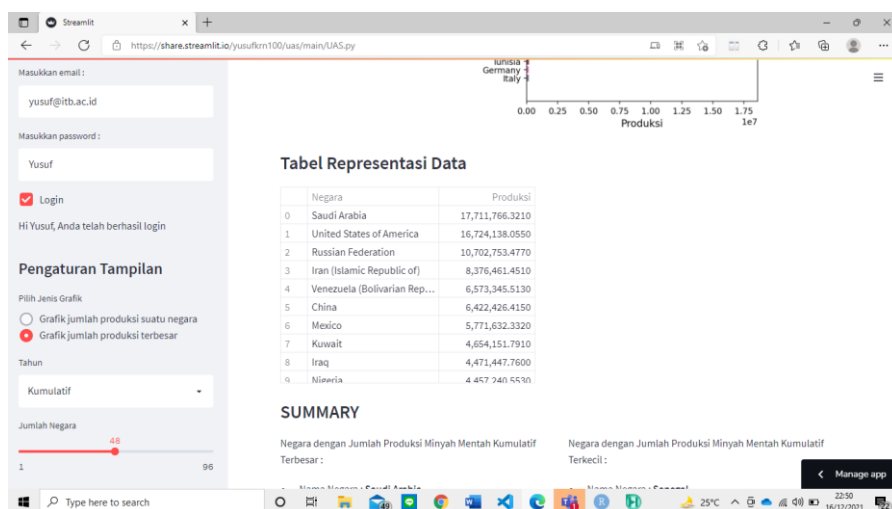 Streamlit
https://share.streamlit.io/yusufkrn100/uas/main/UAS.py
Masukkan email :
yusuf@itb.ac.id
Masukkan password :
Yusuf
Login
Hi Yusuf, Anda telah berhasil login
Pengaturan Tampilan
Pilih Jenis Grafik
Grafik jumlah produksi suatu negara
Grafik jumlah produksi terbesar
Tahun
Kumulatif
Jumlah Negara
48
1 96
Tunisia
Germany
Italy
0.00 0.25 0.50 0.75 1.00 1.25 1.50 1.75
Produksi 1e7
Tabel Representasi Data
Negara Produksi
0 Saudi Arabia 17,711,766.3210
1 United States of America 16,724,138.0550
2 Russian Federation 10,702,753.4770
3 Iran (Islamic Republic of) 8,376,461.4510
4 Venezuela (Bolivarian Rep... 6,573,345.5130
5 China 6,422,426.4150
6 Mexico 5,771,632.3320
7 Kuwait 4,654,151.7910
8 Iraq 4,471,447.7600
9 Nigeria 4,457,240.5530
SUMMARY
Negara dengan Jumlah Produksi Minyah Mentah Kumulatif
Terbesar :
Nama Negara : Saudi Arabia
Negara dengan Jumlah Produksi Minyah Mentah Kumulatif
Terkecil :
Nama Negara : Senegal
Manage app
Type here to search
25°C
22:50
16/12/2021